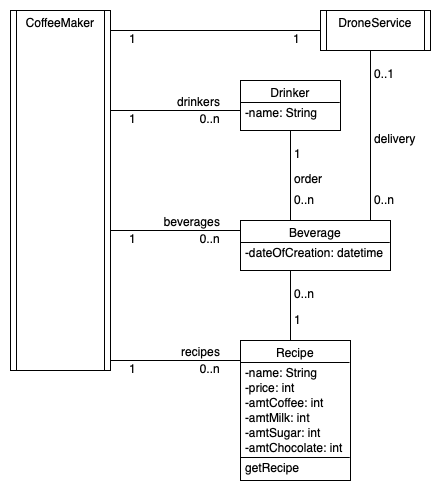 CoffeeMaker
DroneService
1
1
0..1
drinkers
Drinker
-name: String
1
0..n
delivery
1
order
0..n
0..n
beverages
Beverage
1
0..n
-dateOfCreation: datetime
0..n
1
recipes
Recipe
1
0..n
-name: String
-price: int
-amtCoffee: int
-amtMilk: int
-amtSugar: int
-amtChocolate: int
getRecipe